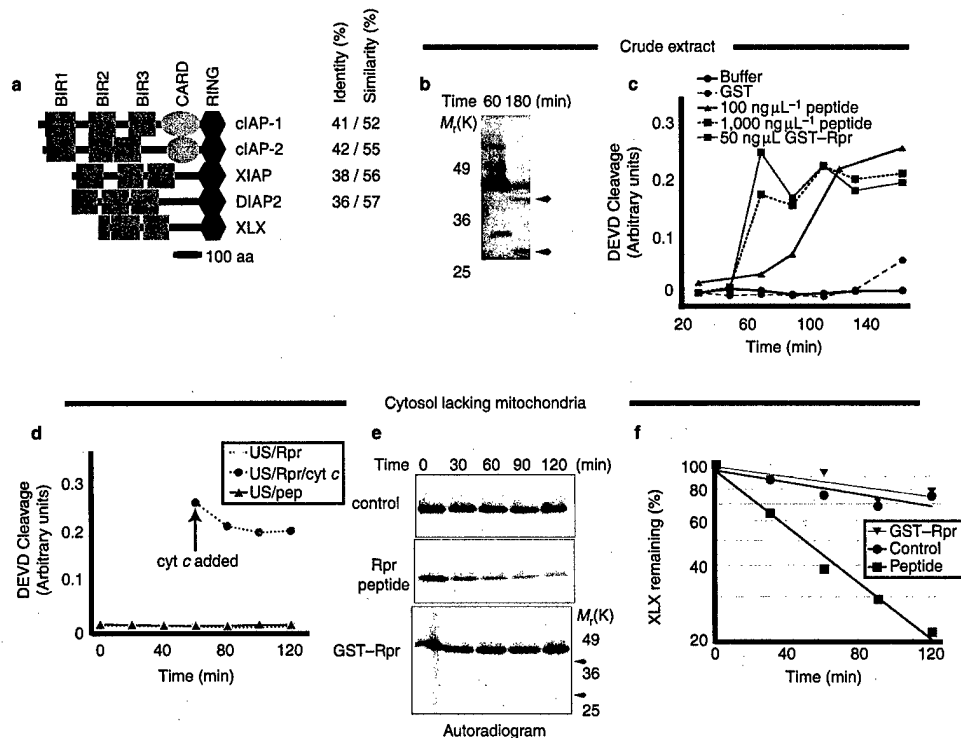 Crude extract
a
BIR1
BIR2
BIR3
CARD
RING
Identity (%)
Similarity (%)
cIAP-1 41 / 52
cIAP-2 42 / 55
XIAP 38 / 56
DIAP2 36 / 57
XLX
100 aa
b
Time 60 180 (min)
Mr(K)
49
36
25
c
Buffer
GST
100 ng µL–1 peptide
1,000 ng µL–1 peptide
50 ng µL GST–Rpr
DEVD Cleavage
(Arbitrary units)
0.3
0.2
0.1
0
20 60 100 140
Time (min)
Cytosol lacking mitochondria
d
US/Rpr
US/Rpr/cyt c
US/pep
DEVD Cleavage
(Arbitrary units)
0.3
0.2
0.1
0
cyt c added
0 40 80 120
Time (min)
e
Time 0 30 60 90 120 (min)
control
Rpr
peptide
GST–Rpr
Mr(K)
49
36
25
Autoradiogram
f
XLX remaining (%)
100
80
60
40
20
GST–Rpr
Control
Peptide
0 40 80 120
Time (min)